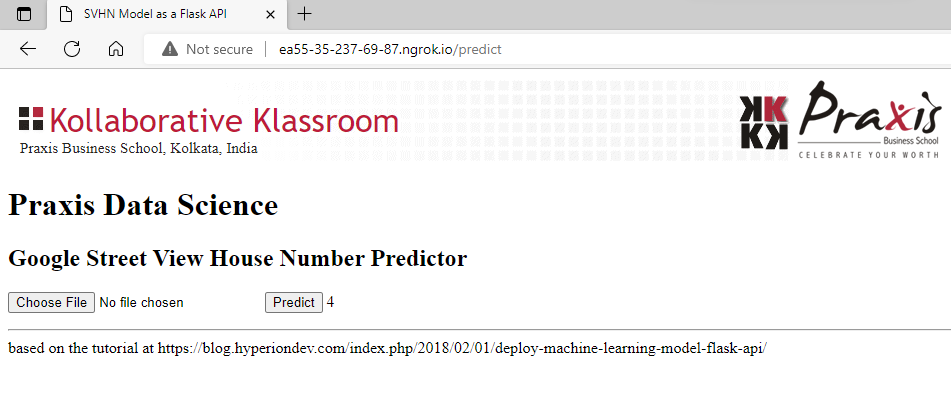 SVHN Model as a Flask API
Not secure ea55-35-237-69-87.ngrok.io/predict
Kollaborative Klassroom
Praxis Business School, Kolkata, India
KK
KK
Praxis
Business School
CELEBRATE YOUR WORTH
Praxis Data Science
Google Street View House Number Predictor
Choose File No file chosen Predict 4
based on the tutorial at https://blog.hyperiondev.com/index.php/2018/02/01/deploy-machine-learning-model-flask-api/